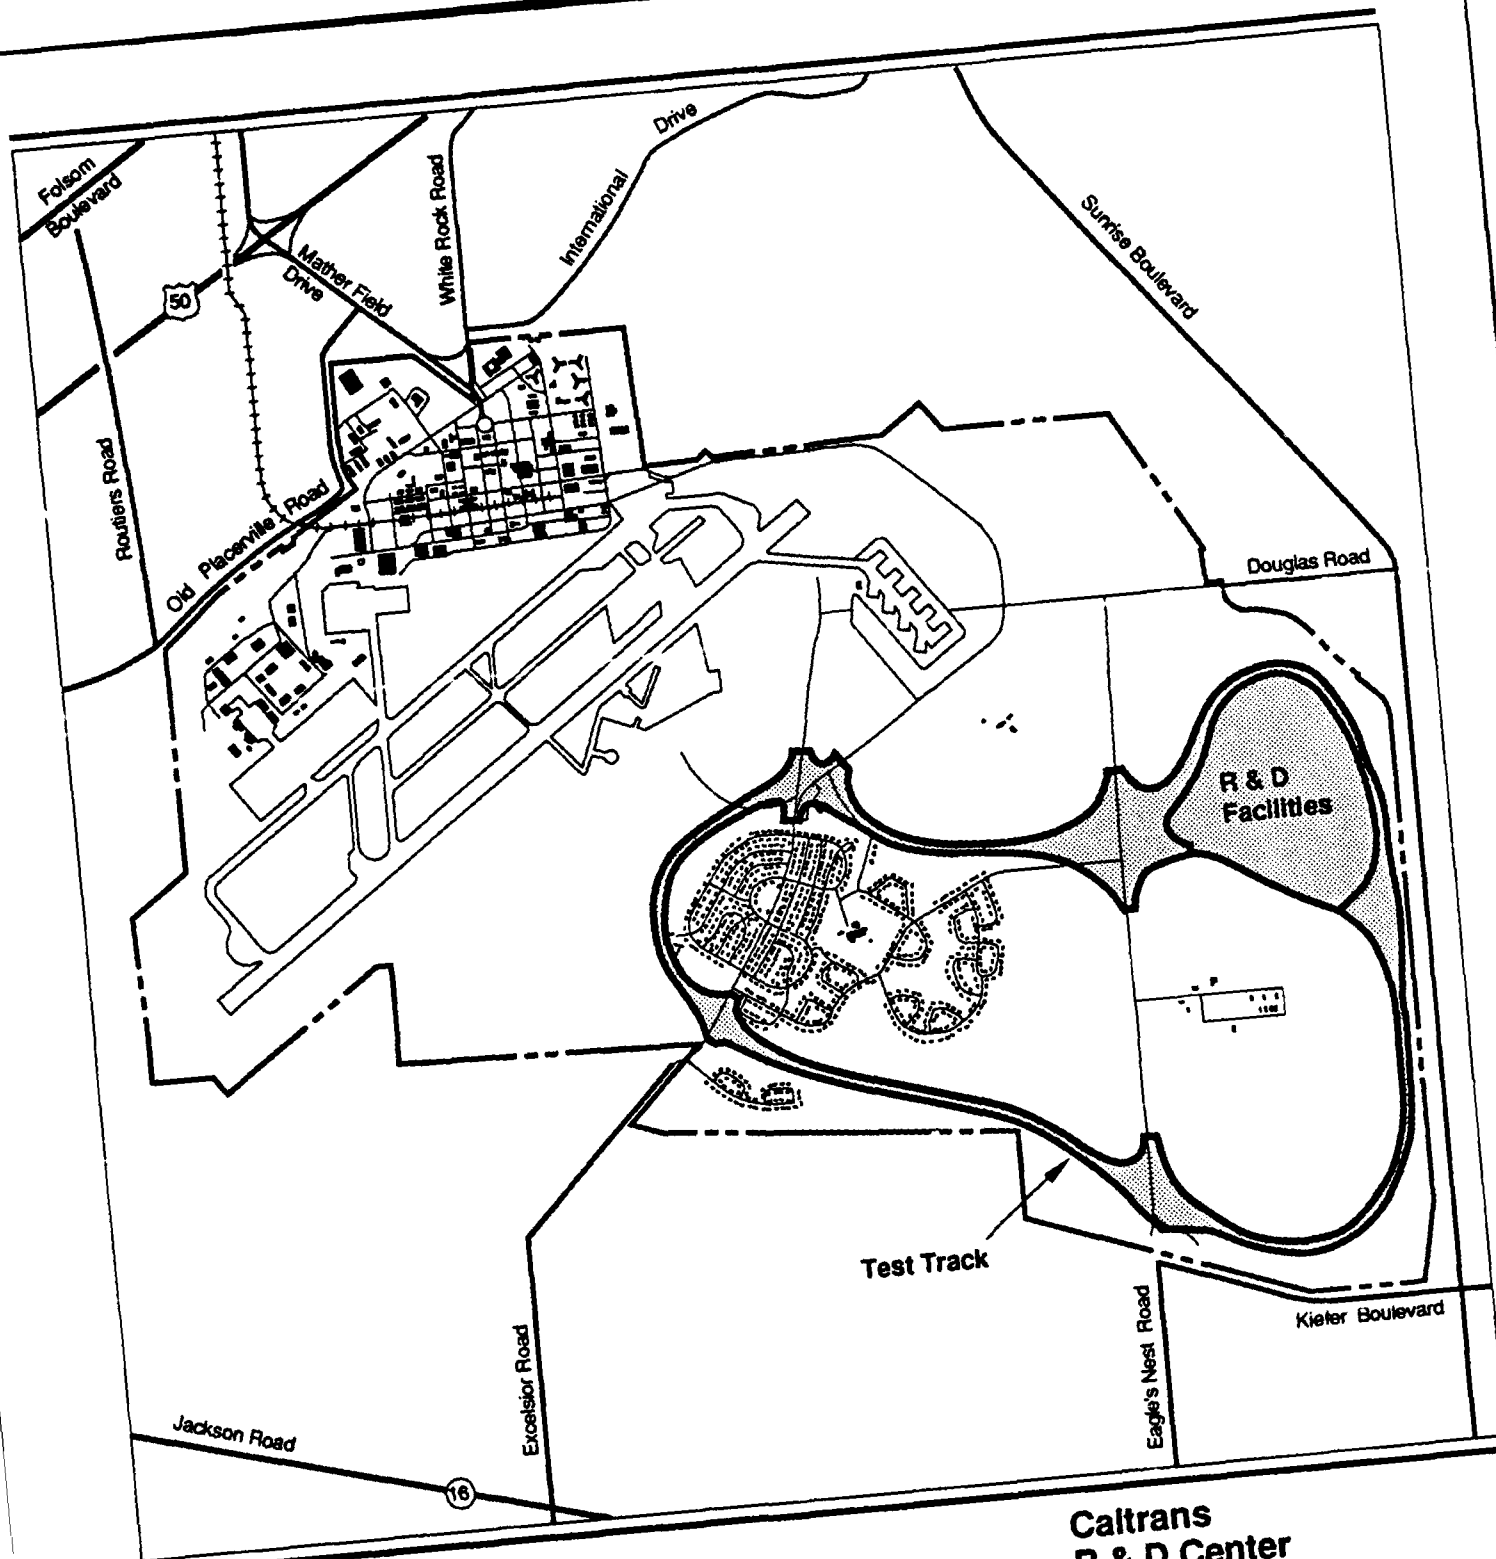 Folsom
Boulevard
50
Mather Field
Drive
White Rock Road
International
Drive
Sunrise Boulevard
Routiers Road
Old Placerville Road
Douglas Road
R & D
Facilities
Test Track
Kiefer Boulevard
Excelsior Road
Eagle's Nest Road
Jackson Road
16
Caltrans
R & D Center